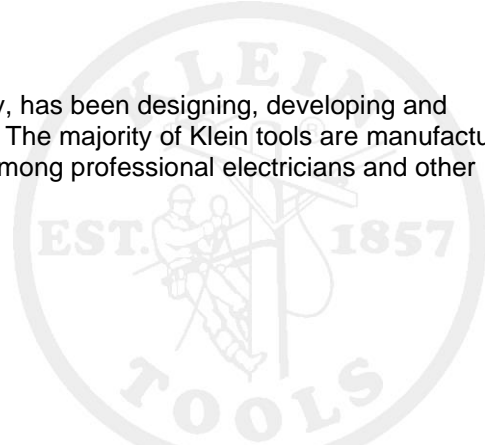 KLEIN
y, has been designing, developing and
The majority of Klein tools are manufactu
mong professional electricians and other
EST. 1857
TOOLS